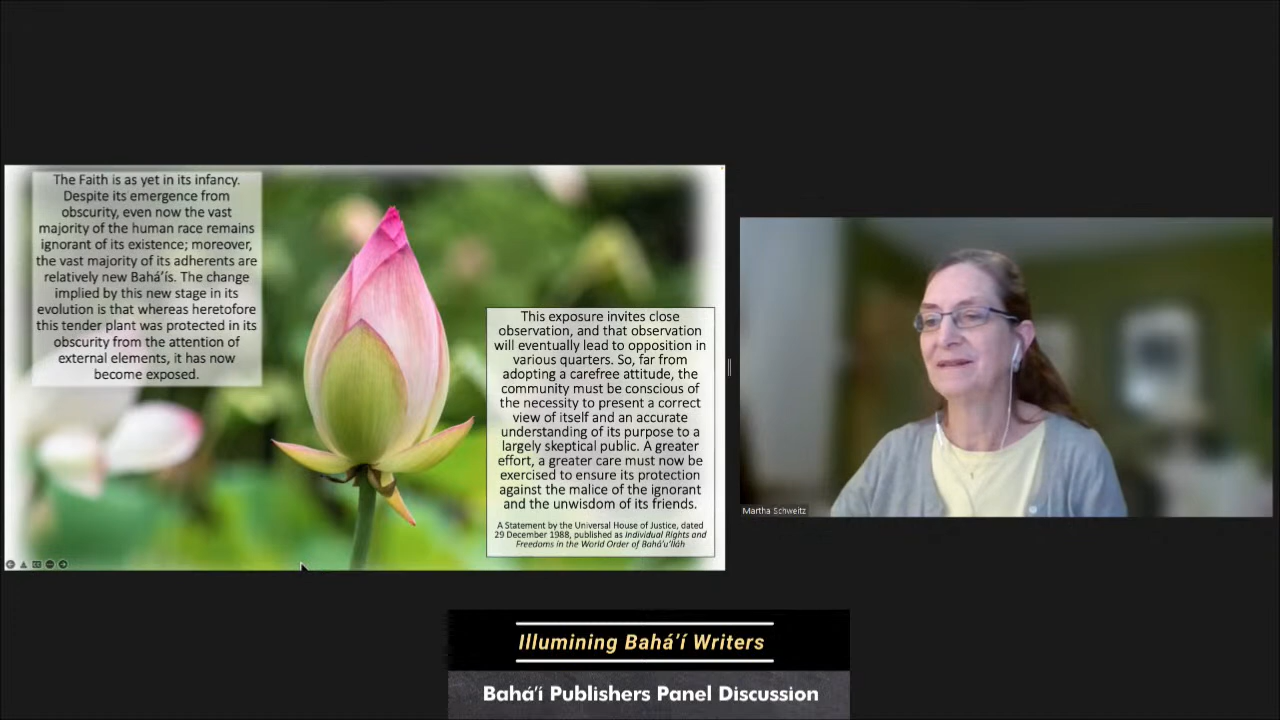 The Faith is as yet in its infancy.
Despite its emergence from
obscurity, even now the vast
majority of the human race remains
ignorant of its existence; moreover,
the vast majority of its adherents are
relatively new Bahá’ís. The change
implied by this new stage in its
evolution is that whereas heretofore
this tender plant was protected in its
obscurity from the attention of
external elements, it has now
become exposed.
This exposure invites close
observation, and that observation
will eventually lead to opposition in
various quarters. So, far from
adopting a carefree attitude, the
community must be conscious of
the necessity to present a correct
view of itself and an accurate
understanding of its purpose to a
largely skeptical public. A greater
effort, a greater care must now be
exercised to ensure its protection
against the malice of the ignorant
and the unwisdom of its friends.
A Statement by the Universal House of Justice, dated
29 December 1988, published as Individual Rights and
Freedoms in the World Order of Bahá’u’lláh
Martha Schweitz
Illumining Bahá’í Writers
Bahá’í Publishers Panel Discussion